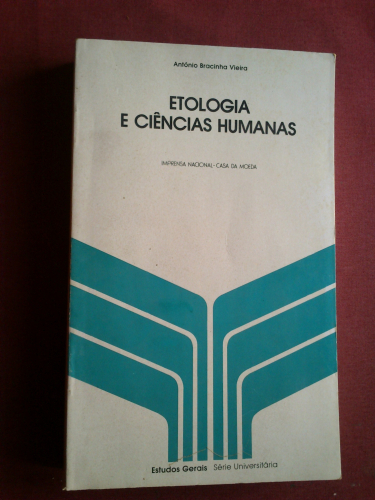 António Bracinha Vieira
ETOLOGIA
E CIÊNCIAS HUMANAS
IMPRENSA NACIONAL-CASA DA MOEDA
Estudos Gerais Série Universitária